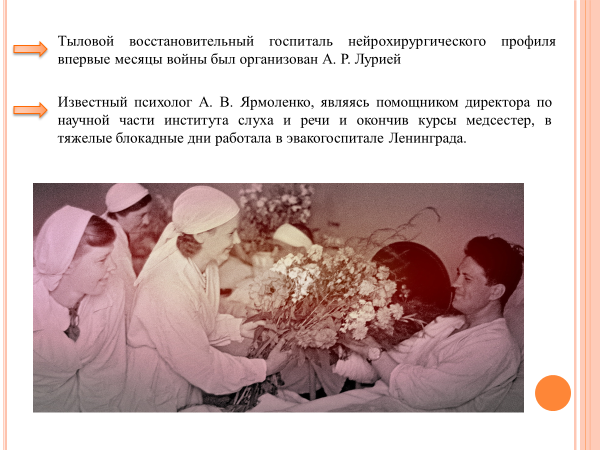 Тыловой восстановительный госпиталь нейрохирургического профиля
впервые месяцы войны был организован А. Р. Лурией
Известный психолог А. В. Ярмоленко, являясь помощником директора по
научной части института слуха и речи и окончив курсы медсестер, в
тяжелые блокадные дни работала в эвакогоспитале Ленинграда.